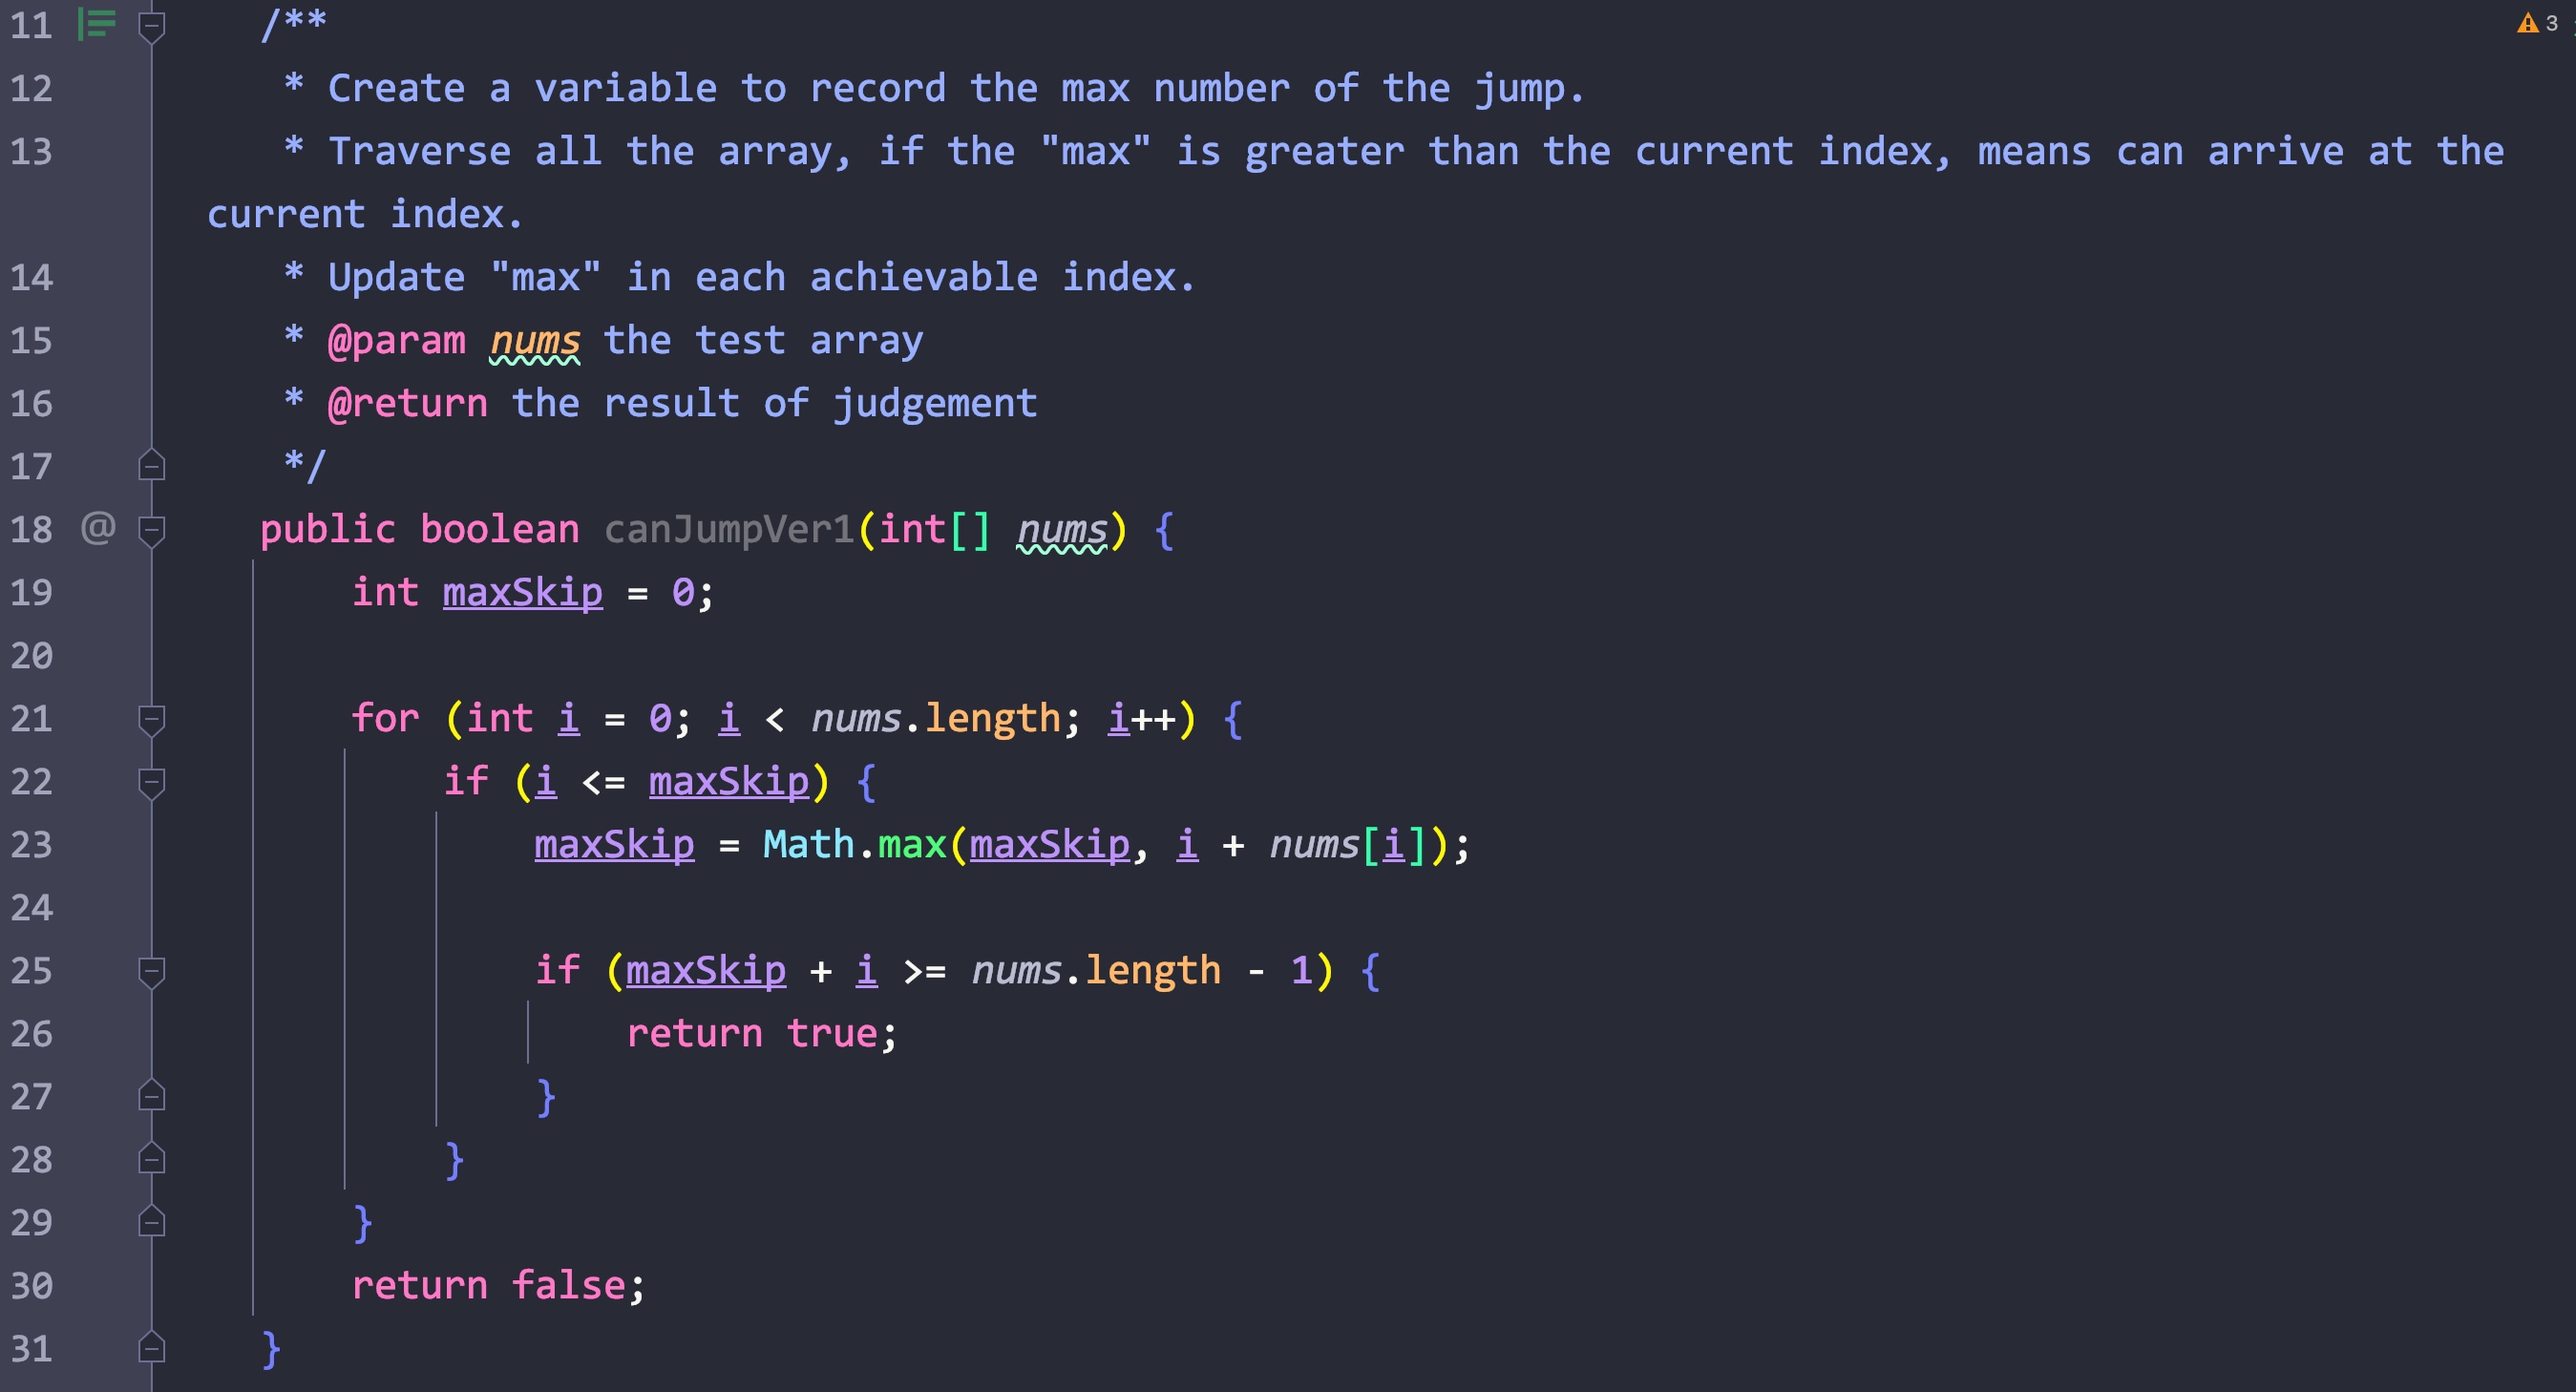 11 /**
12 * Create a variable to record the max number of the jump.
13 * Traverse all the array, if the "max" is greater than the current index, means can arrive at the
current index.
14 * Update "max" in each achievable index.
15 * @param nums the test array
16 * @return the result of judgement
17 */
18 @ public boolean canJumpVer1(int[] nums) {
19 int maxSkip = 0;
20
21 for (int i = 0; i < nums.length; i++) {
22 if (i <= maxSkip) {
23 maxSkip = Math.max(maxSkip, i + nums[i]);
24
25 if (maxSkip + i >= nums.length - 1) {
26 return true;
27 }
28 }
29 }
30 return false;
31 }
3